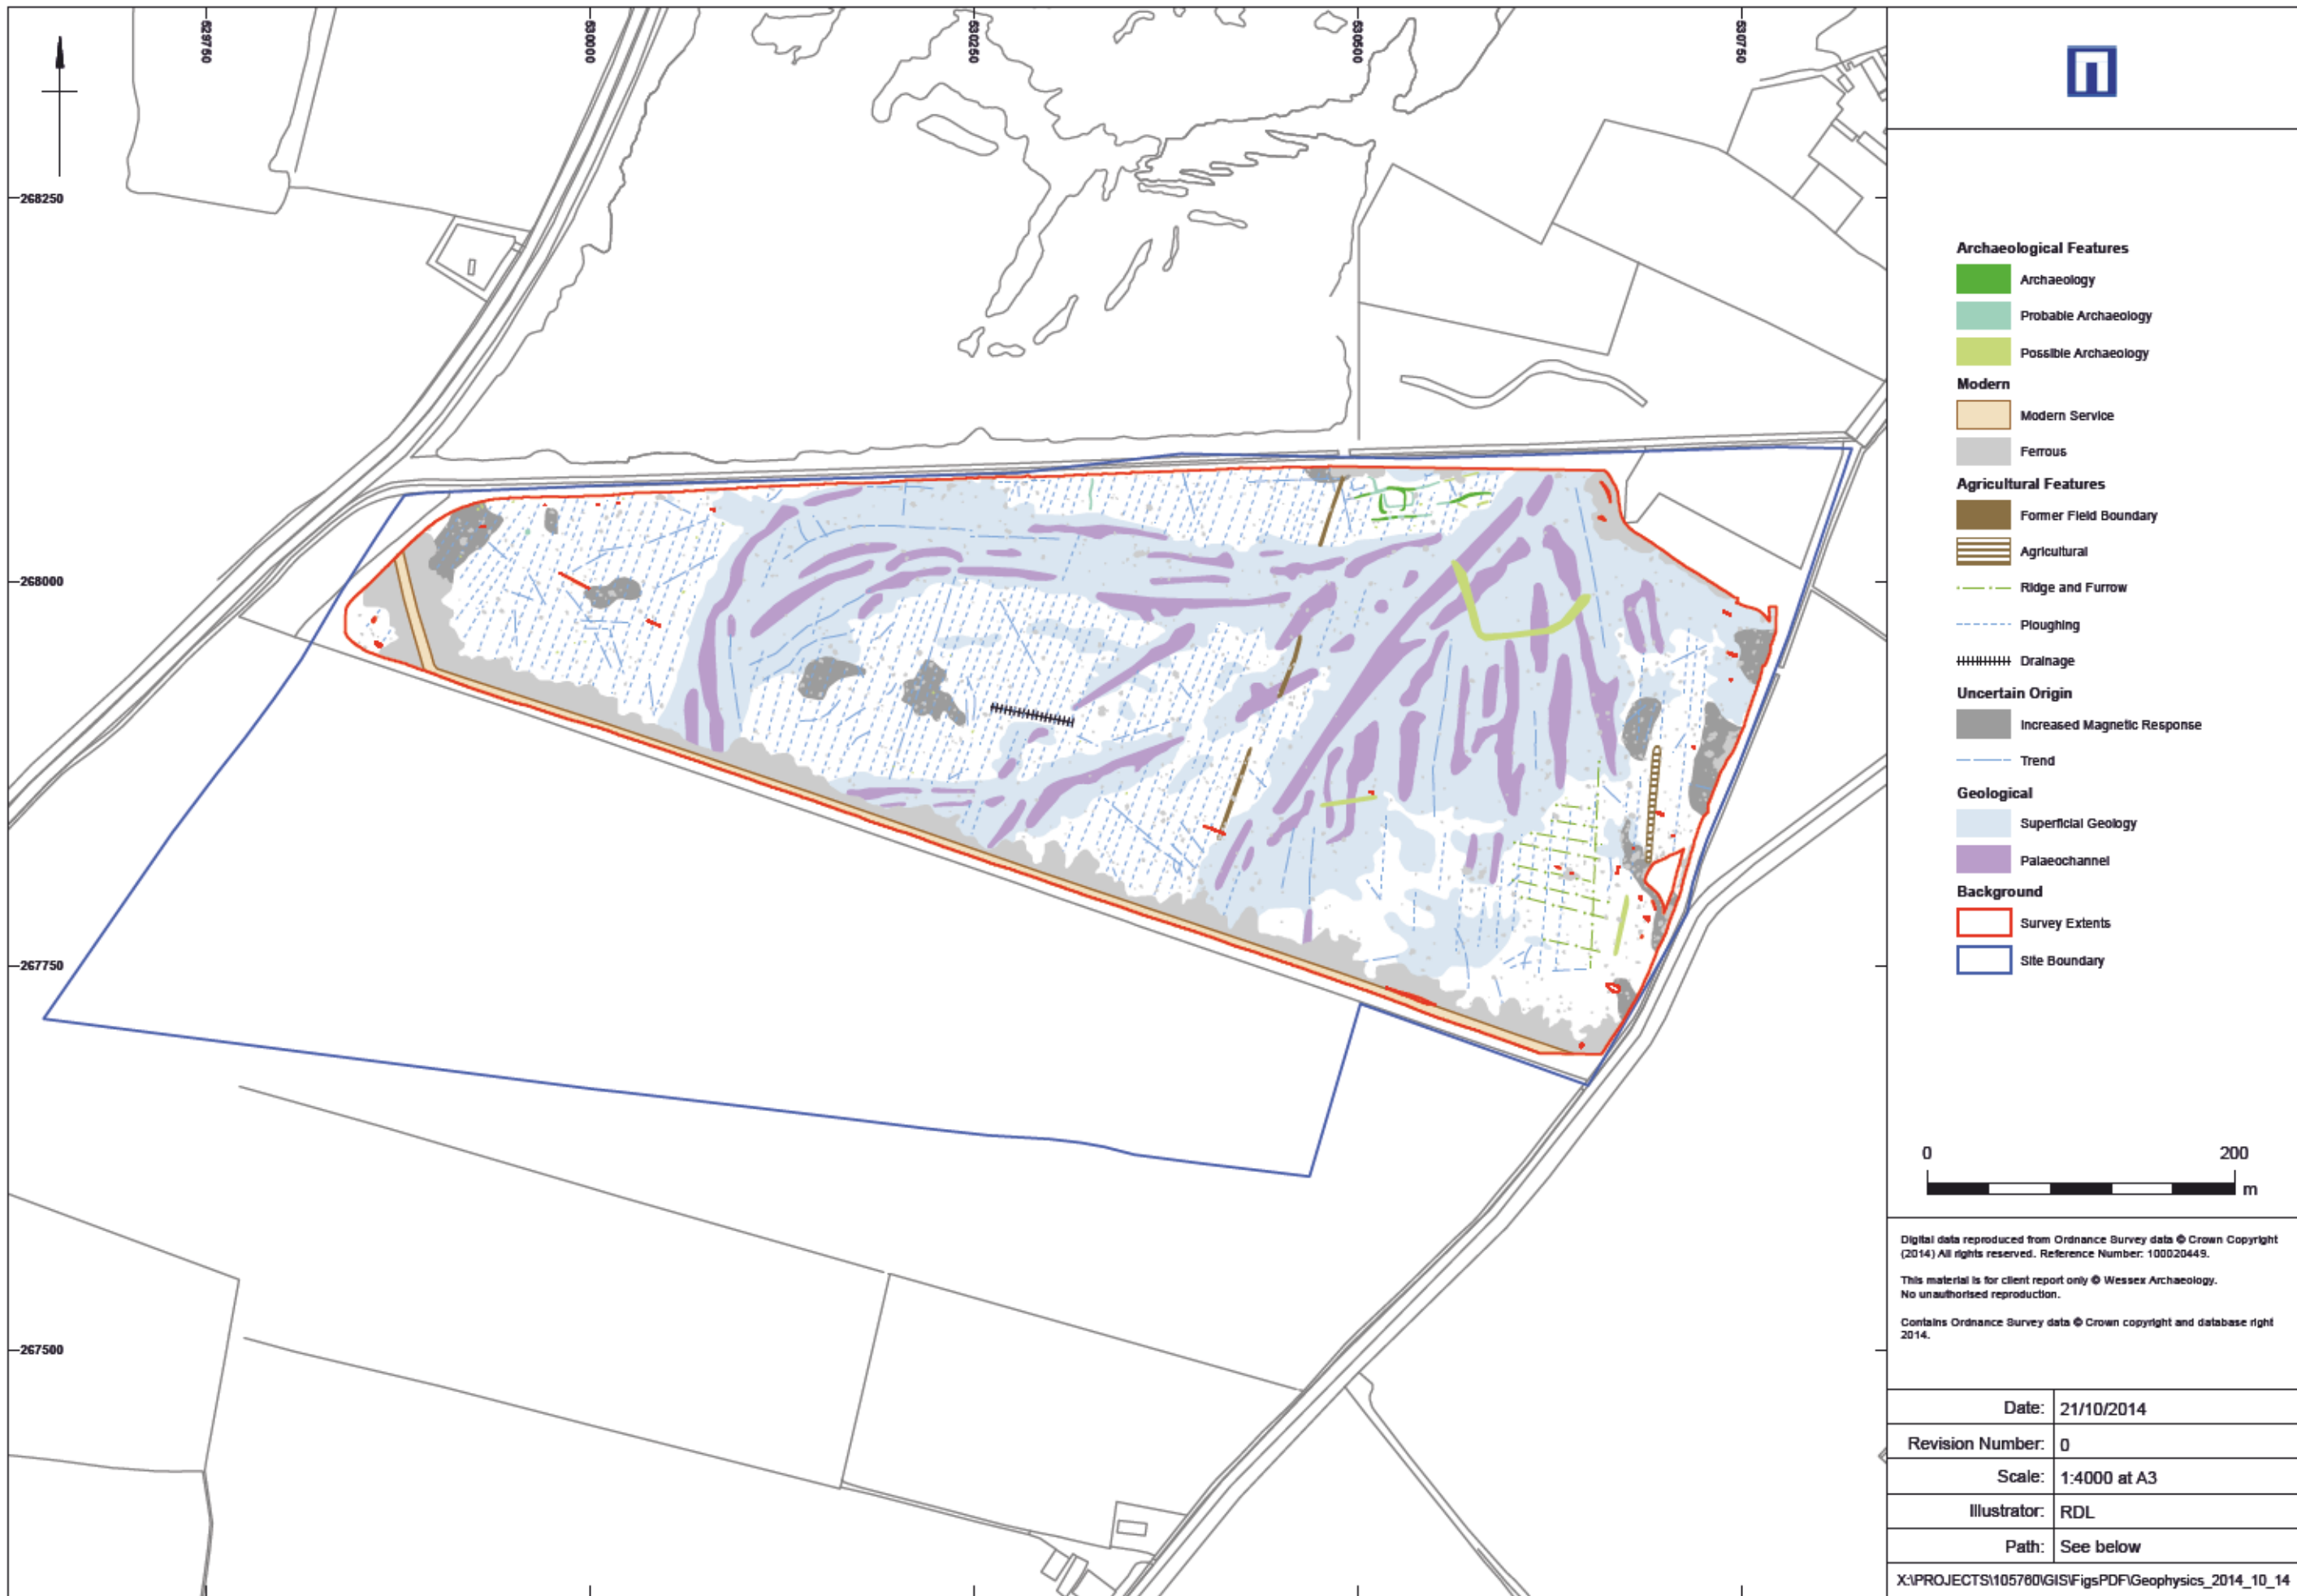 529750
530000
530250
530500
530750
268250
268000
267750
267500
Archaeological Features
Archaeology
Probable Archaeology
Possible Archaeology
Modern
Modern Service
Ferrous
Agricultural Features
Former Field Boundary
Agricultural
Ridge and Furrow
Ploughing
Drainage
Uncertain Origin
Increased Magnetic Response
Trend
Geological
Superficial Geology
Palaeochannel
Background
Survey Extents
Site Boundary
0 200
m
Digital data reproduced from Ordnance Survey data © Crown Copyright
(2014) All rights reserved. Reference Number: 100020449.
This material is for client report only © Wessex Archaeology.
No unauthorised reproduction.
Contains Ordnance Survey data © Crown copyright and database right
2014.
Date: 21/10/2014
Revision Number: 0
Scale: 1:4000 at A3
Illustrator: RDL
Path: See below
X:\PROJECTS\105760\GIS\FigsPDF\Geophysics_2014_10_14